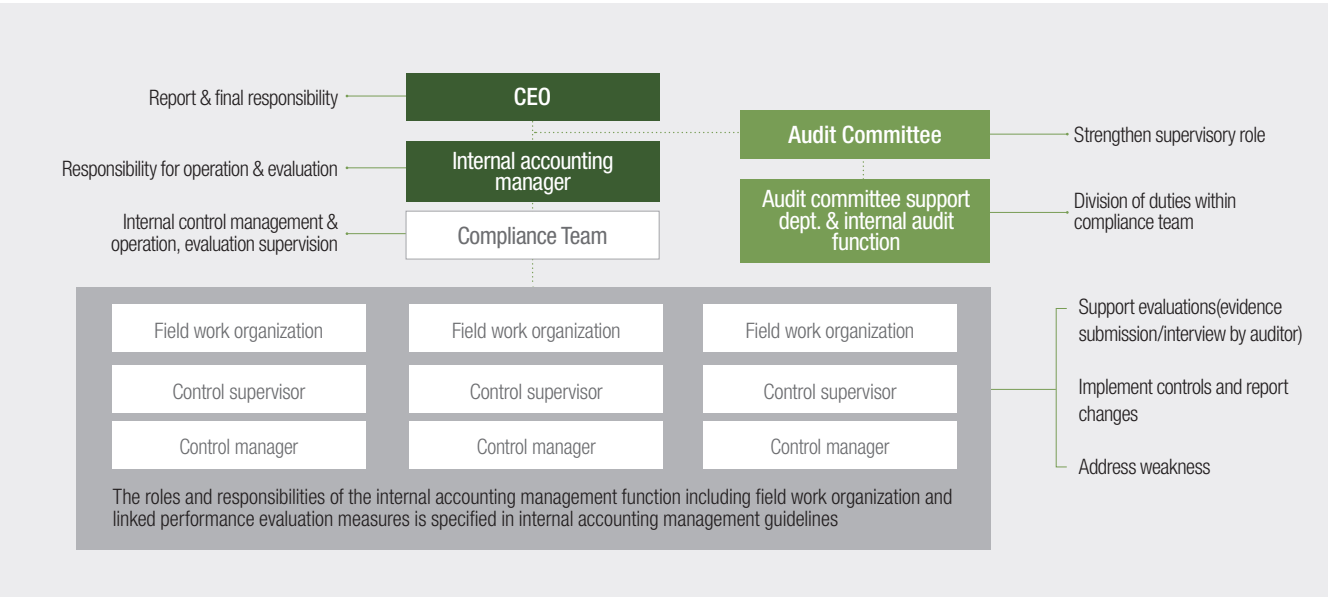 Report & final responsibility
CEO
Audit Committee
Strengthen supervisory role
Responsibility for operation & evaluation
Internal accounting
manager
Audit committee support
dept. & internal audit
function
Division of duties within
compliance team
Internal control management &
operation, evaluation supervision
Compliance Team
Field work organization
Field work organization
Field work organization
Control supervisor
Control supervisor
Control supervisor
Control manager
Control manager
Control manager
The roles and responsibilities of the internal accounting management function including field work organization and
linked performance evaluation measures is specified in internal accounting management guidelines
Support evaluations(evidence
submission/interview by auditor)
Implement controls and report
changes
Address weakness